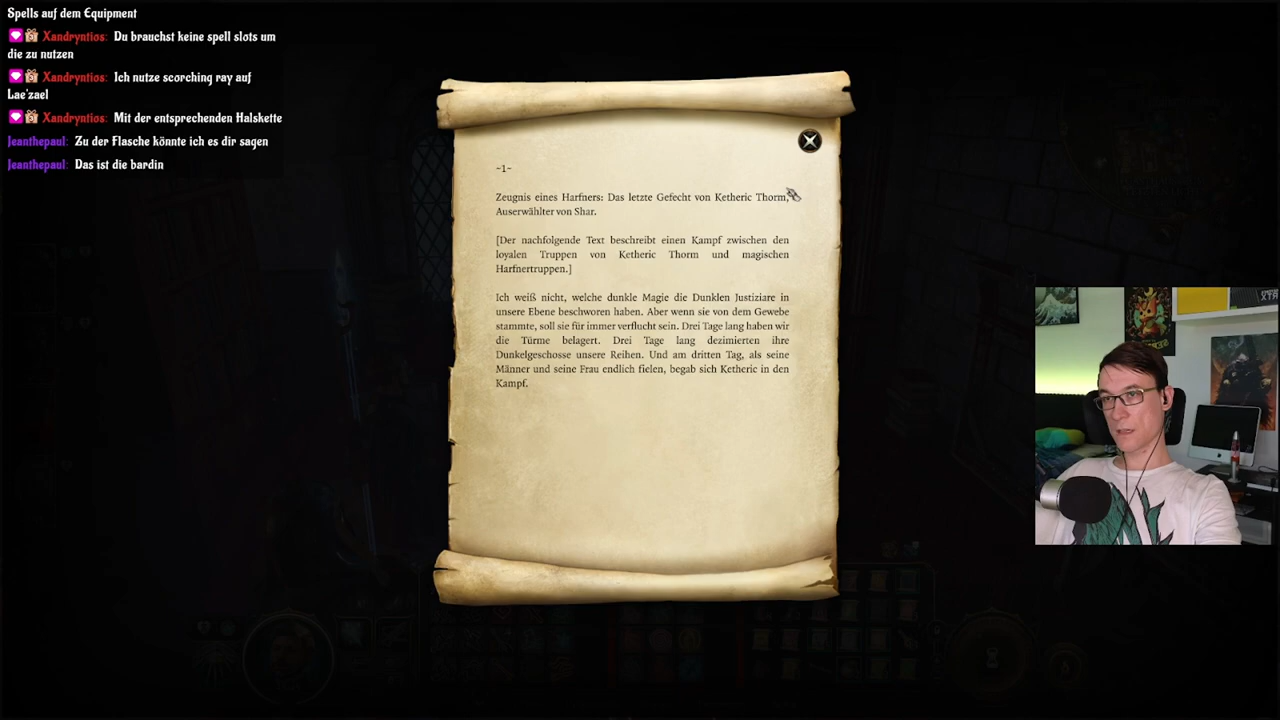 Spells auf dem Equipment
Xandryntios: Du brauchst keine spell slots um
die zu nutzen
Xandryntios: Ich nutze scorching ray auf
Lae'zael
Xandryntios: Mit der entsprechenden Halskette
Jeanthepaul: Zu der Flasche könnte ich es dir sagen
Jeanthepaul: Das ist die bardin
~1~
Zeugnis eines Harfners: Das letzte Gefecht von Ketheric Thorm,
Auserwählter von Shar.
[Der nachfolgende Text beschreibt einen Kampf zwischen den
loyalen Truppen von Ketheric Thorm und magischen
Harfnertruppen.]
Ich weiß nicht, welche dunkle Magie die Dunklen Justiziare in
unsere Ebene beschworen haben. Aber wenn sie von dem Gewebe
stammte, soll sie für immer verflucht sein. Drei Tage lang haben wir
die Türme belagert. Drei Tage lang dezimierten ihre
Dunkelgeschosse unsere Reihen. Und am dritten Tag, als seine
Männer und seine Frau endlich fielen, begab sich Ketheric in den
Kampf.